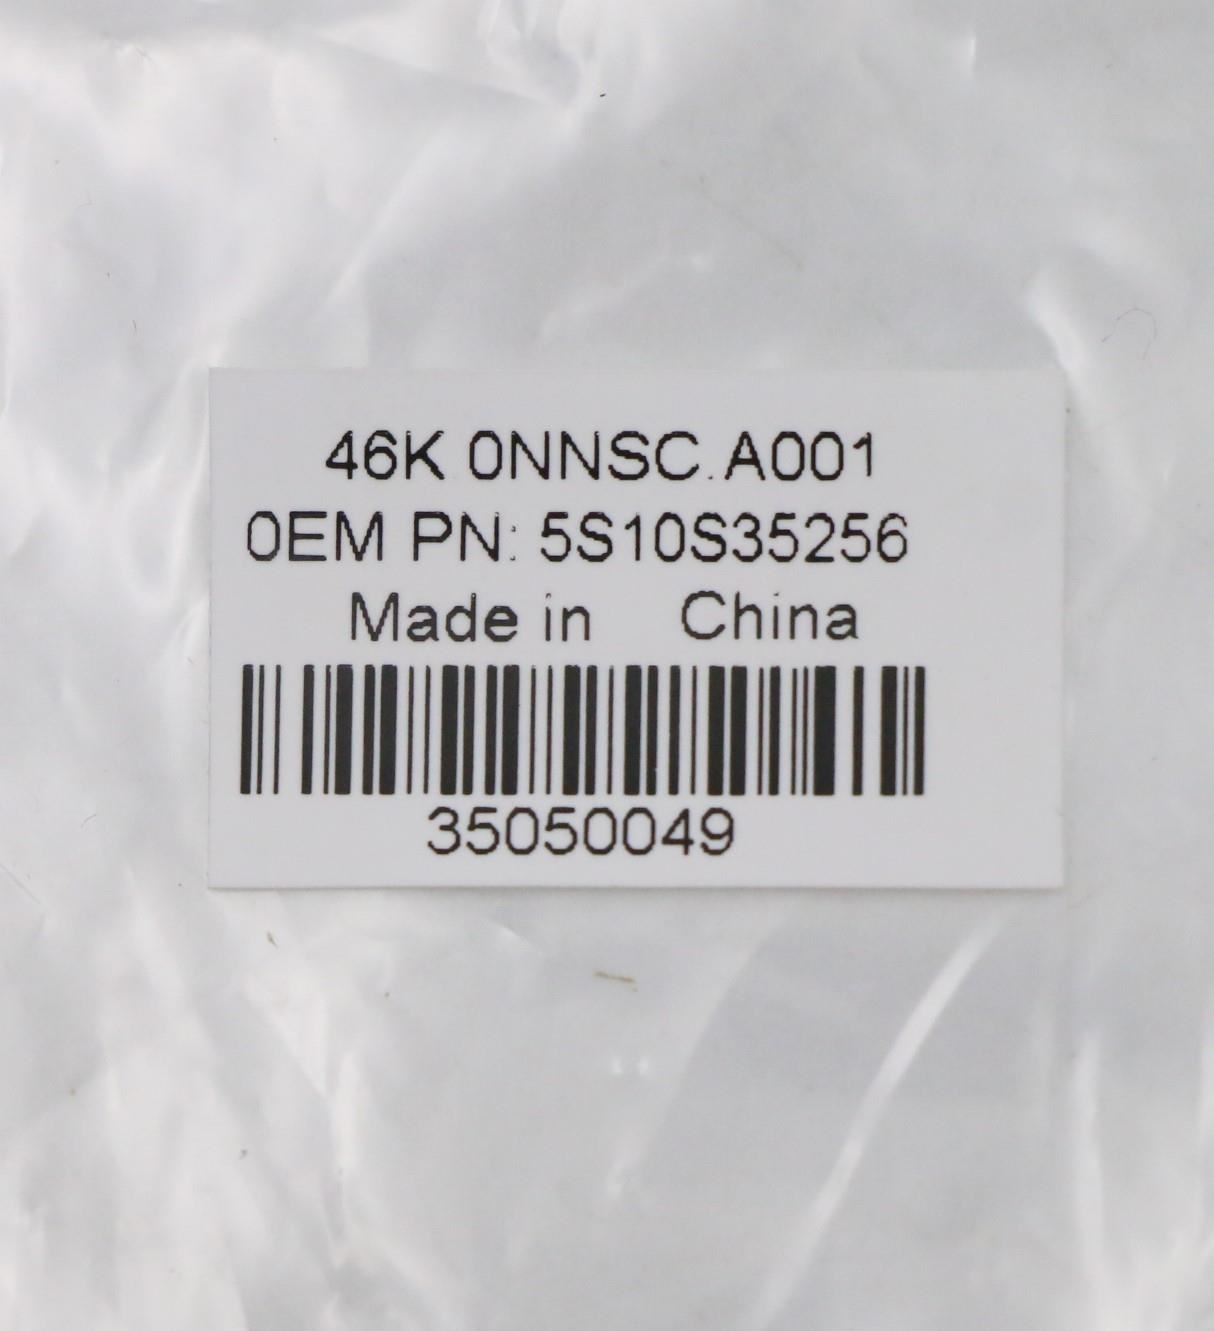 46K.0NNSC.A001
0EM PN: 5S10S35256
Made in China
35050049